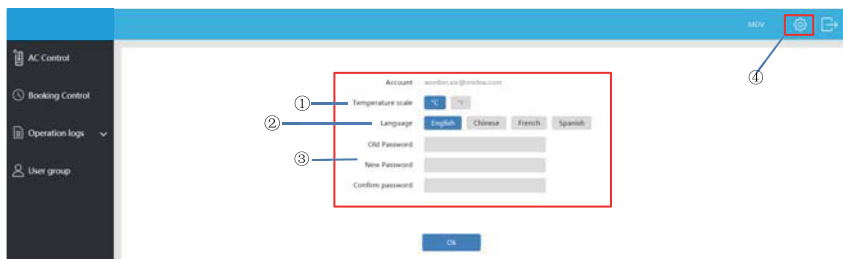 MDV
AC Control
Booking Control
Operation logs
User group
Account
① Temperature scale °C °F
② Language English Chinese French Spanish
Old Password
③ New Password
Confirm password
Ok
④